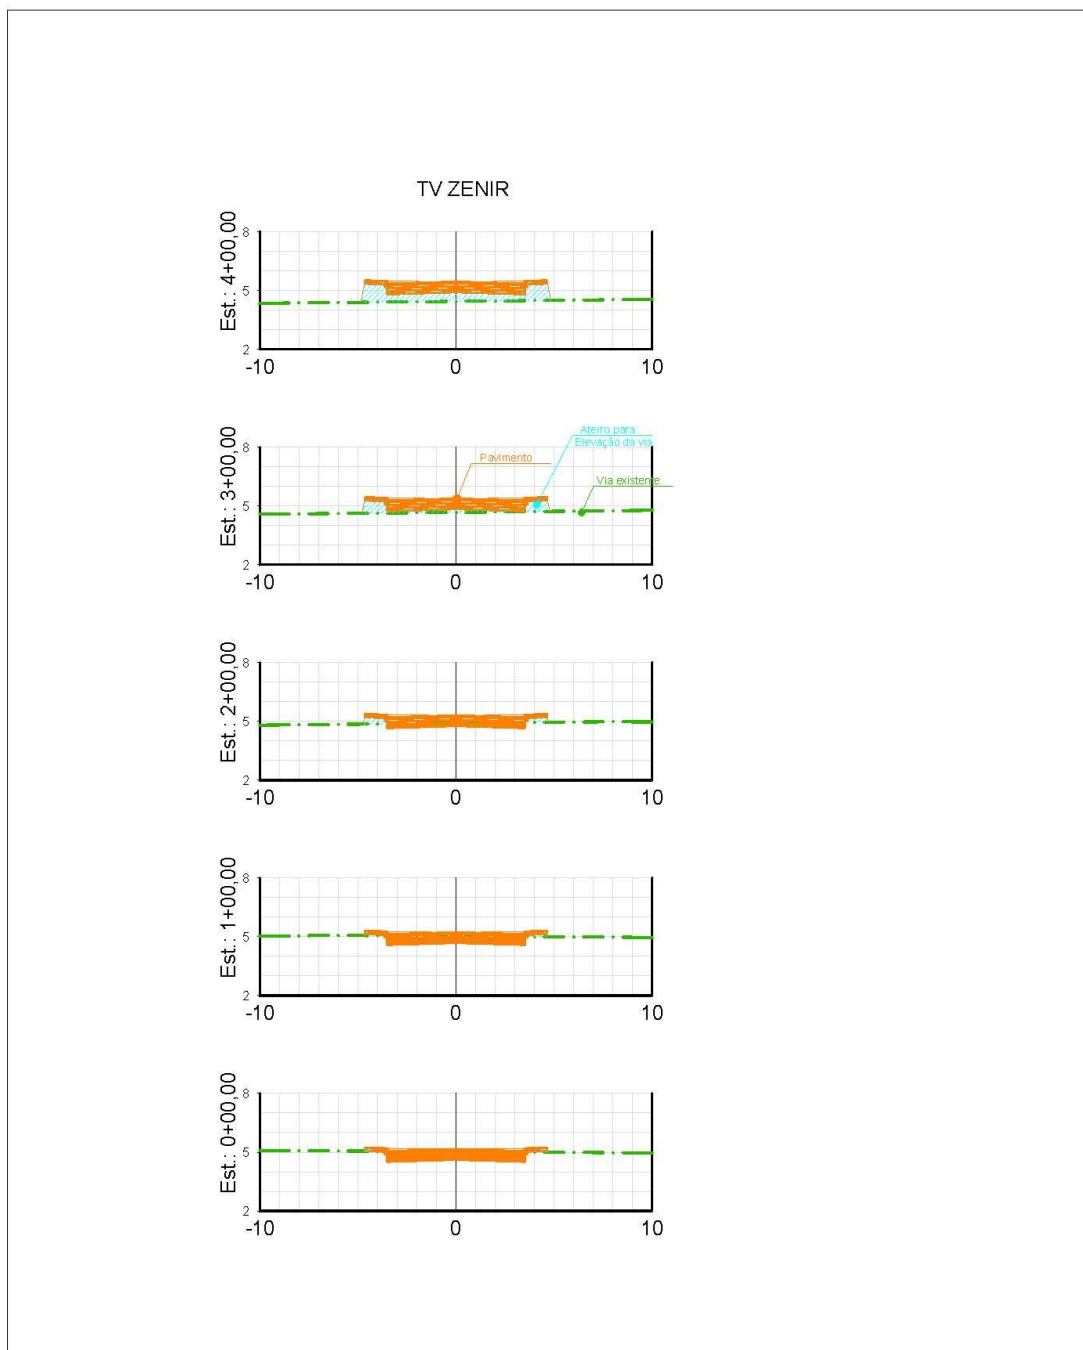 TV ZENIR
Est.: 4+00,00
8
5
2
-10 0 10
Est.: 3+00,00
Aterro para
Elevação da via
Pavimento
Via existente
8
5
2
-10 0 10
Est.: 2+00,00
8
5
2
-10 0 10
Est.: 1+00,00
8
5
2
-10 0 10
Est.: 0+00,00
8
5
2
-10 0 10